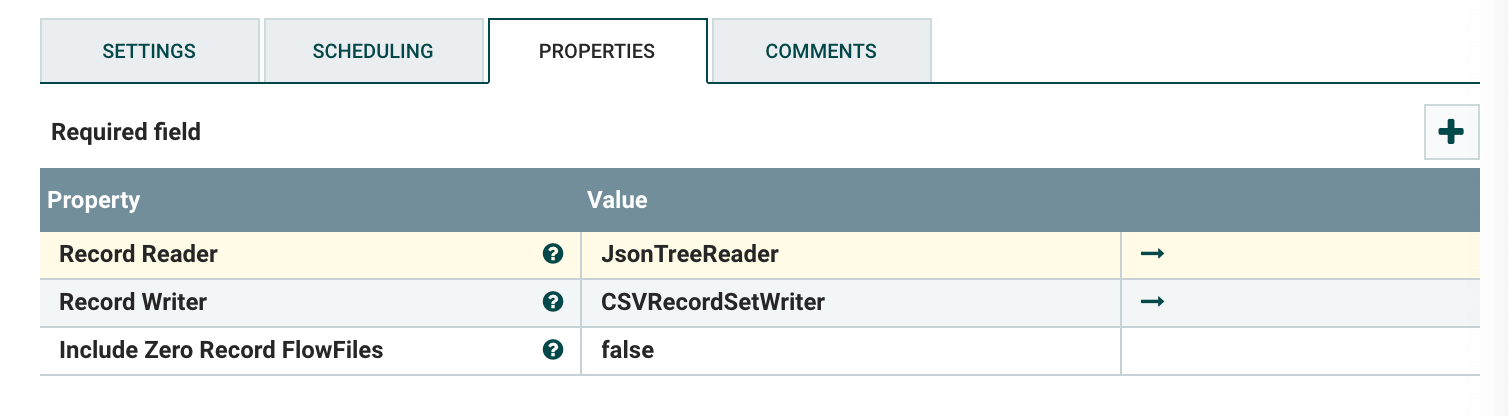 SETTINGS SCHEDULING PROPERTIES COMMENTS
Required field
Property Value
Record Reader JsonTreeReader
Record Writer CSVRecordSetWriter
Include Zero Record FlowFiles false